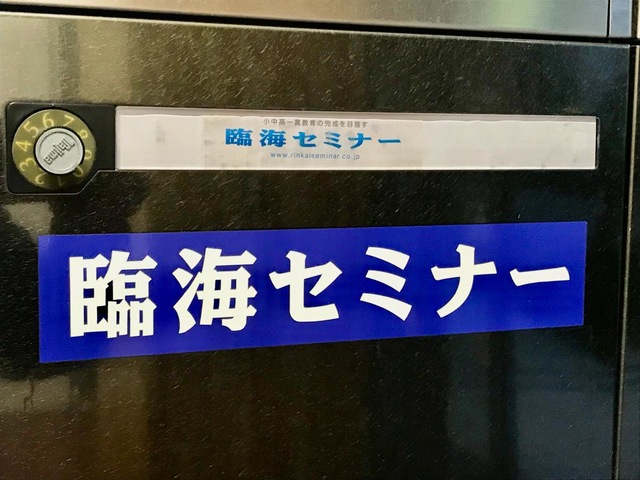 小中高一貫教育の完成を目指す
臨海セミナー
www.rinkaiseminar.co.jp
臨海セミナー